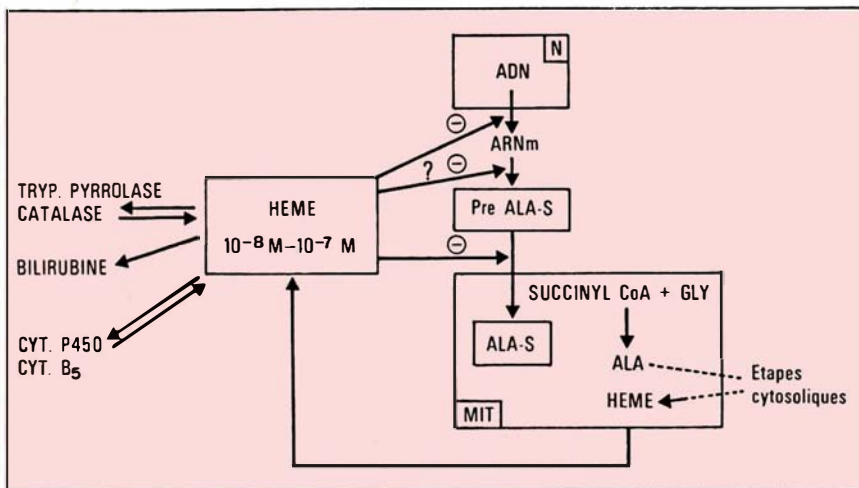 N
ADN
⊖
ARNm
? ⊖
TRYP. PYRROLASE
CATALASE
HEME
10⁻⁸ M–10⁻⁷ M
Pre ALA-S
BILIRUBINE
⊖
SUCCINYL CoA + GLY
CYT. P450
CYT. B₅
ALA-S
ALA
HEME
Etapes
cytosoliques
MIT